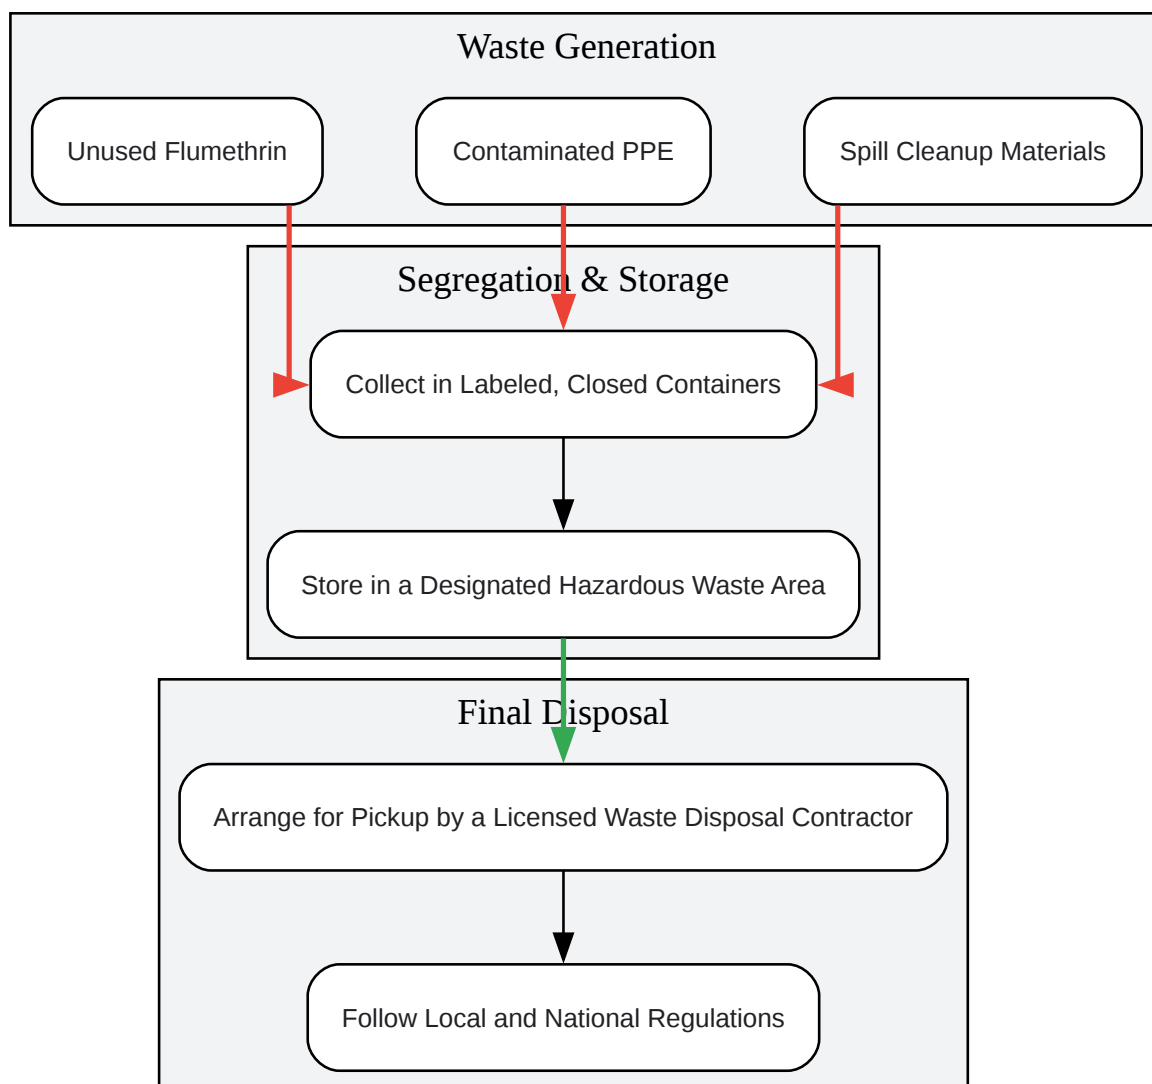 Waste Generation
Unused Flumethrin
Contaminated PPE
Spill Cleanup Materials
Segregation & Storage
Collect in Labeled, Closed Containers
Store in a Designated Hazardous Waste Area
Final Disposal
Arrange for Pickup by a Licensed Waste Disposal Contractor
Follow Local and National Regulations